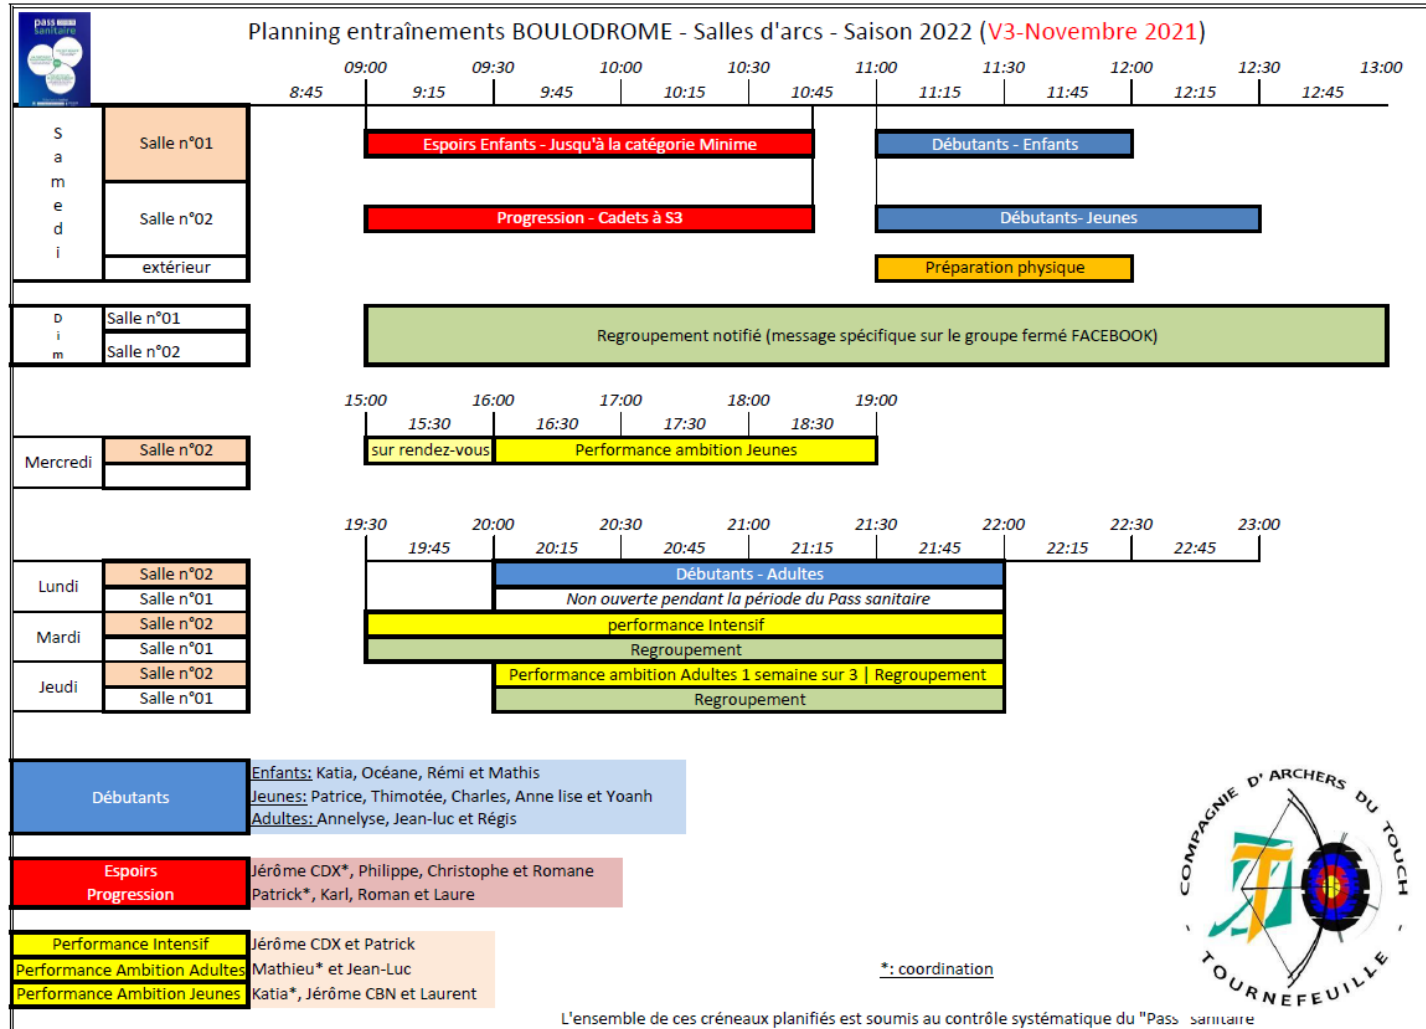 pass
sanitaire
Planning entraînements BOULODROME - Salles d'arcs - Saison 2022 (V3-Novembre 2021)
09:00 09:30 10:00 10:30 11:00 11:30 12:00 12:30 13:00
8:45 9:15 9:45 10:15 10:45 11:15 11:45 12:15 12:45
Samedi
Salle n°01
Espoirs Enfants - Jusqu'à la catégorie Minime
Débutants - Enfants
Salle n°02
Progression - Cadets à S3
Débutants- Jeunes
extérieur
Préparation physique
Dim
Salle n°01
Salle n°02
Regroupement notifié (message spécifique sur le groupe fermé FACEBOOK)
15:00 16:00 17:00 18:00 19:00
15:30 16:30 17:30 18:30
Mercredi
Salle n°02
sur rendez-vous
Performance ambition Jeunes
19:30 20:00 20:30 21:00 21:30 22:00 22:30 23:00
19:45 20:15 20:45 21:15 21:45 22:15 22:45
Lundi
Salle n°02
Débutants - Adultes
Salle n°01
Non ouverte pendant la période du Pass sanitaire
Mardi
Salle n°02
performance Intensif
Salle n°01
Regroupement
Jeudi
Salle n°02
Performance ambition Adultes 1 semaine sur 3 | Regroupement
Salle n°01
Regroupement
Débutants
Enfants: Katia, Océane, Rémi et Mathis
Jeunes: Patrice, Thimotée, Charles, Anne lise et Yoanh
Adultes: Annelyse, Jean-luc et Régis
Espoirs
Jérôme CDX*, Philippe, Christophe et Romane
Progression
Patrick*, Karl, Roman et Laure
Performance Intensif
Jérôme CDX et Patrick
Performance Ambition Adultes
Mathieu* et Jean-Luc
Performance Ambition Jeunes
Katia*, Jérôme CBN et Laurent
*: coordination
COMPAGNIE D'ARCHERS DU TOUCH
- TOURNEFEUILLE -
L'ensemble de ces créneaux planifiés est soumis au contrôle systématique du "Pass sanitaire